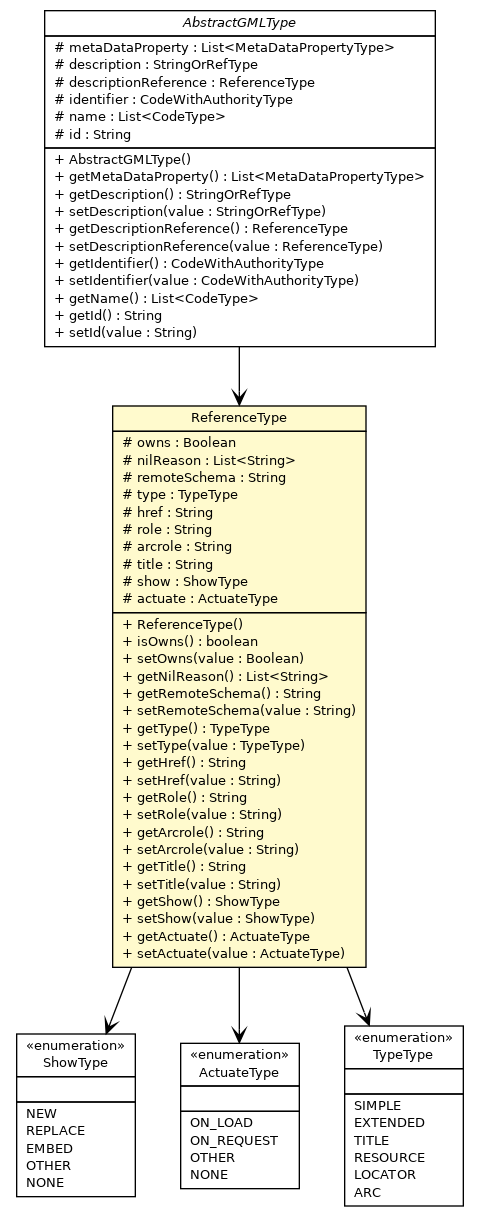 AbstractGMLType
# metaDataProperty : List<MetaDataPropertyType>
# description : StringOrRefType
# descriptionReference : ReferenceType
# identifier : CodeWithAuthorityType
# name : List<CodeType>
# id : String
+ AbstractGMLType()
+ getMetaDataProperty() : List<MetaDataPropertyType>
+ getDescription() : StringOrRefType
+ setDescription(value : StringOrRefType)
+ getDescriptionReference() : ReferenceType
+ setDescriptionReference(value : ReferenceType)
+ getIdentifier() : CodeWithAuthorityType
+ setIdentifier(value : CodeWithAuthorityType)
+ getName() : List<CodeType>
+ getId() : String
+ setId(value : String)
ReferenceType
# owns : Boolean
# nilReason : List<String>
# remoteSchema : String
# type : TypeType
# href : String
# role : String
# arcrole : String
# title : String
# show : ShowType
# actuate : ActuateType
+ ReferenceType()
+ isOwns() : boolean
+ setOwns(value : Boolean)
+ getNilReason() : List<String>
+ getRemoteSchema() : String
+ setRemoteSchema(value : String)
+ getType() : TypeType
+ setType(value : TypeType)
+ getHref() : String
+ setHref(value : String)
+ getRole() : String
+ setRole(value : String)
+ getArcrole() : String
+ setArcrole(value : String)
+ getTitle() : String
+ setTitle(value : String)
+ getShow() : ShowType
+ setShow(value : ShowType)
+ getActuate() : ActuateType
+ setActuate(value : ActuateType)
«enumeration»
ShowType
NEW
REPLACE
EMBED
OTHER
NONE
«enumeration»
ActuateType
ON_LOAD
ON_REQUEST
OTHER
NONE
«enumeration»
TypeType
SIMPLE
EXTENDED
TITLE
RESOURCE
LOCATOR
ARC